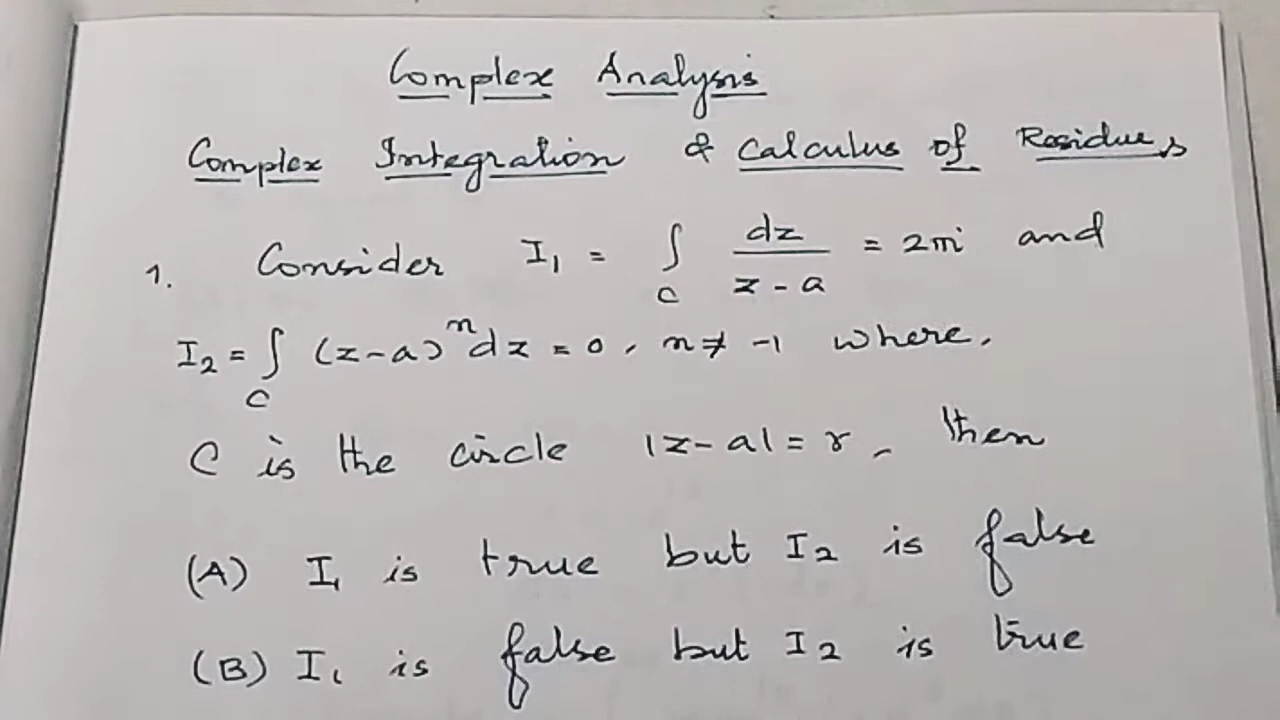 Complex Analysis
Complex Integration & Calculus of Residues
1. Consider I₁ = ∫_C dz/(z - a) = 2πi and
I₂ = ∫_C (z-a)ⁿ dz = 0, n ≠ -1 where,
C is the circle |z-a| = r, then
(A) I₁ is true but I₂ is false
(B) I₁ is false but I₂ is true